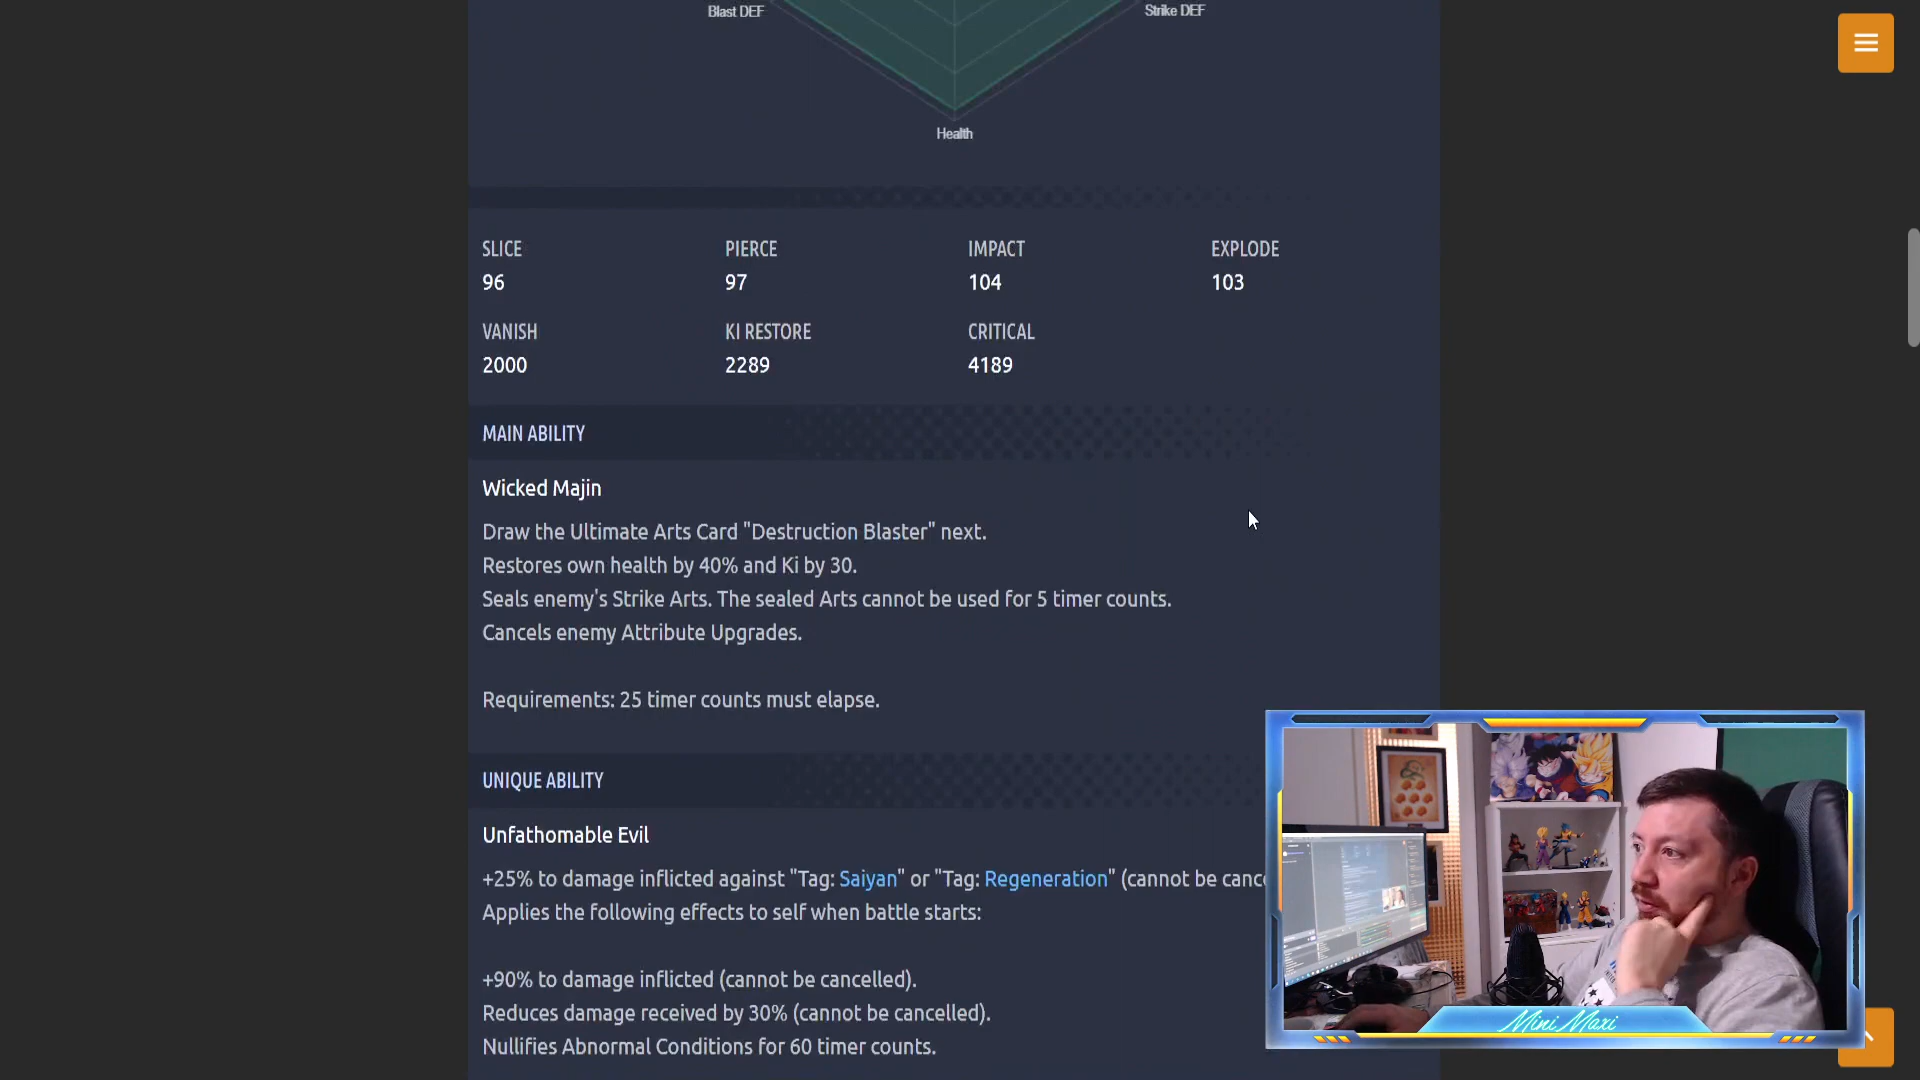 Blast DEF
Strike DEF
Health
SLICE PIERCE IMPACT EXPLODE
96 97 104 103
VANISH KI RESTORE CRITICAL
2000 2289 4189
MAIN ABILITY
Wicked Majin
Draw the Ultimate Arts Card "Destruction Blaster" next.
Restores own health by 40% and Ki by 30.
Seals enemy's Strike Arts. The sealed Arts cannot be used for 5 timer counts.
Cancels enemy Attribute Upgrades.
Requirements: 25 timer counts must elapse.
UNIQUE ABILITY
Unfathomable Evil
+25% to damage inflicted against "Tag: Saiyan" or "Tag: Regeneration" (cannot be canc
Applies the following effects to self when battle starts:
+90% to damage inflicted (cannot be cancelled).
Reduces damage received by 30% (cannot be cancelled).
Nullifies Abnormal Conditions for 60 timer counts.
Mini Maxi